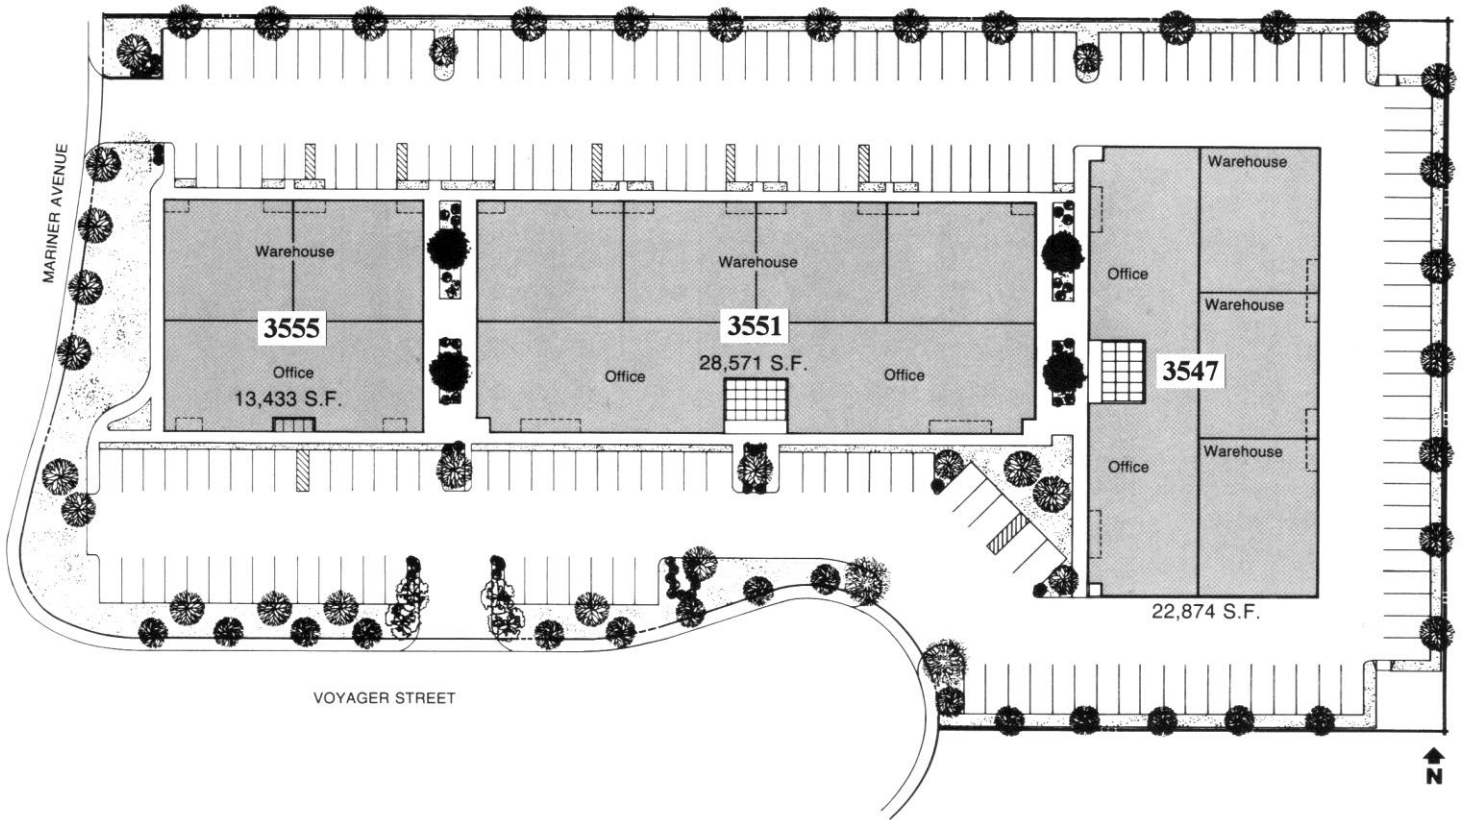 MARINER AVENUE
Warehouse
3555
Office
13,433 S.F.
Warehouse
3551
28,571 S.F.
Office
Office
Warehouse
Office
Warehouse
3547
Warehouse
Office
22,874 S.F.
VOYAGER STREET
N